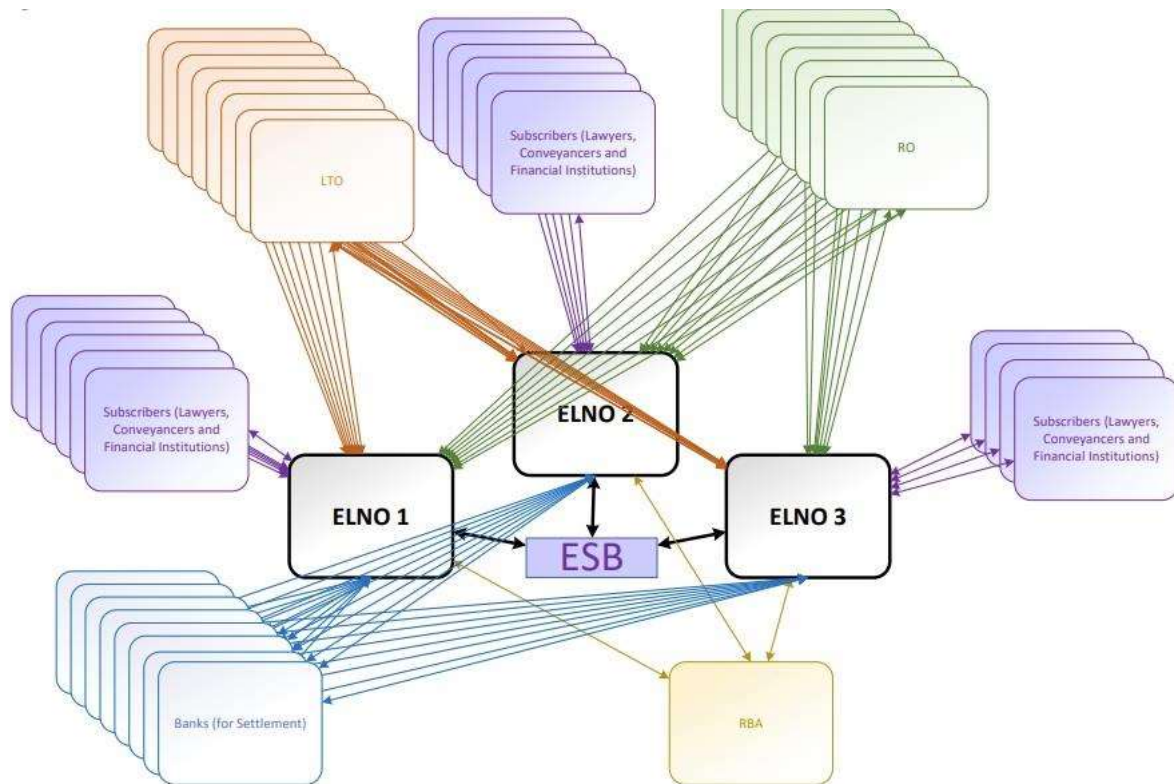 LTO
Subscribers (Lawyers,
Conveyancers and
Financial Institutions)
RO
Subscribers (Lawyers,
Conveyancers and
Financial Institutions)
ELNO 2
Subscribers (Lawyers,
Conveyancers and
Financial Institutions)
ELNO 1
ESB
ELNO 3
Banks (for Settlement)
RBA